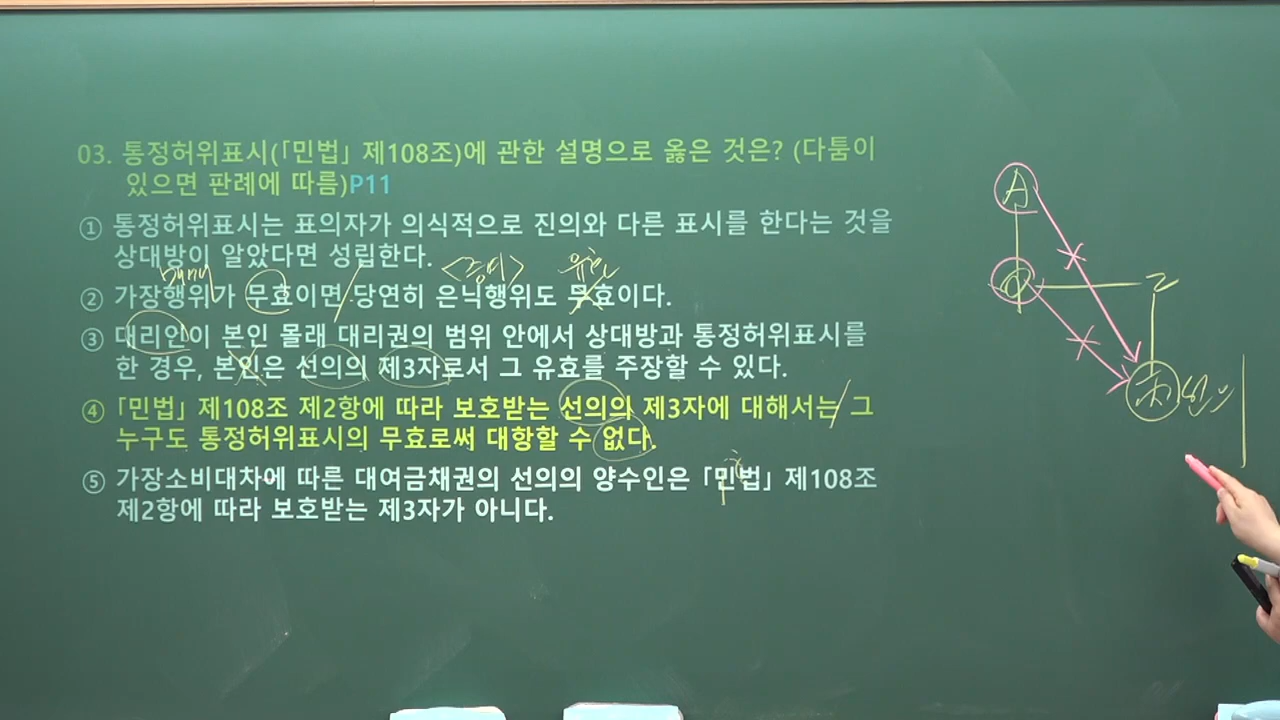 03. 통정허위표시(「민법」 제108조)에 관한 설명으로 옳은 것은? (다툼이
있으면 판례에 따름)P11
① 통정허위표시는 표의자가 의식적으로 진의와 다른 표시를 한다는 것을
상대방이 알았다면 성립한다.
② 가장행위가 무효이면 당연히 은닉행위도 무효이다.
③ 대리인이 본인 몰래 대리권의 범위 안에서 상대방과 통정허위표시를
한 경우, 본인은 선의의 제3자로서 그 유효를 주장할 수 있다.
④ 「민법」 제108조 제2항에 따라 보호받는 선의의 제3자에 대해서는 그
누구도 통정허위표시의 무효로써 대항할 수 없다.
⑤ 가장소비대차에 따른 대여금채권의 선의의 양수인은 「민법」 제108조
제2항에 따라 보호받는 제3자가 아니다.
A